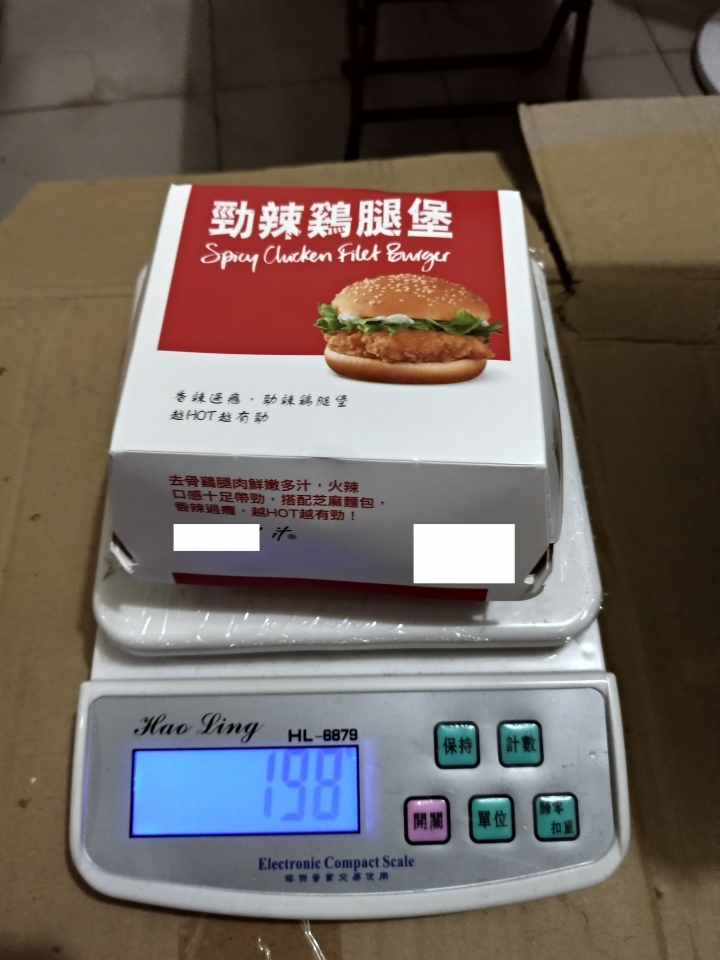 勁辣鷄腿堡
Spicy Chicken Filet Burger
香辣過癮，勁辣鷄腿堡
越HOT越有勁
去骨鷄腿肉鮮嫩多汁，火辣
口感十足帶勁，搭配芝麻麵包，
香辣過癮，越HOT越有勁！
it®
Hao Ling
HL-6879
198
保持
計數
開關
單位
歸零
扣重
Electronic Compact Scale